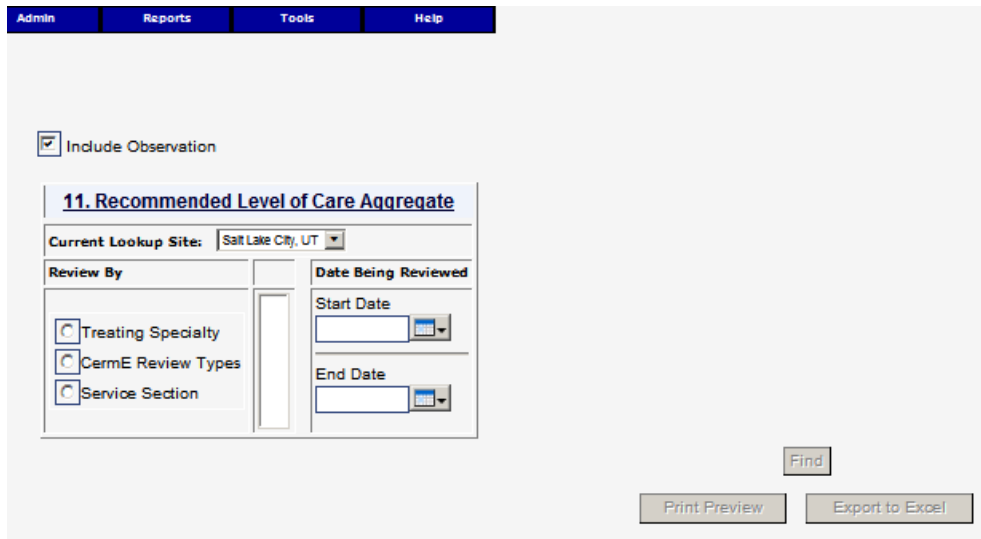 Admin Reports Tools Help
Include Observation
11. Recommended Level of Care Aggregate
Current Lookup Site: Salt Lake City, UT
Review By Date Being Reviewed
Start Date
Treating Specialty
CermE Review Types
End Date
Service Section
Find
Print Preview Export to Excel